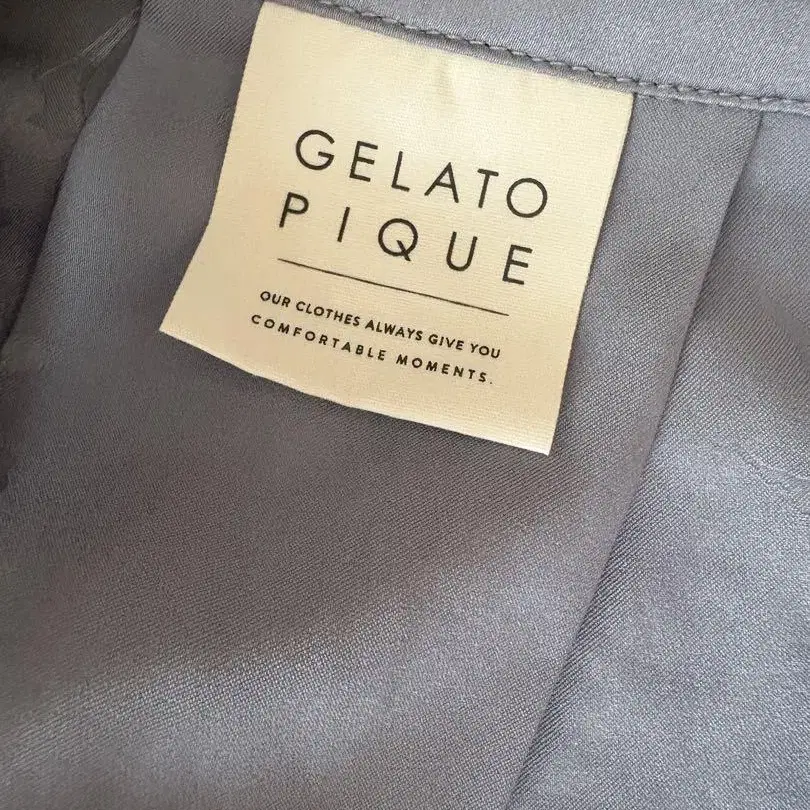 GELATO
PIQUE
OUR CLOTHES ALWAYS GIVE YOU
COMFORTABLE MOMENTS.